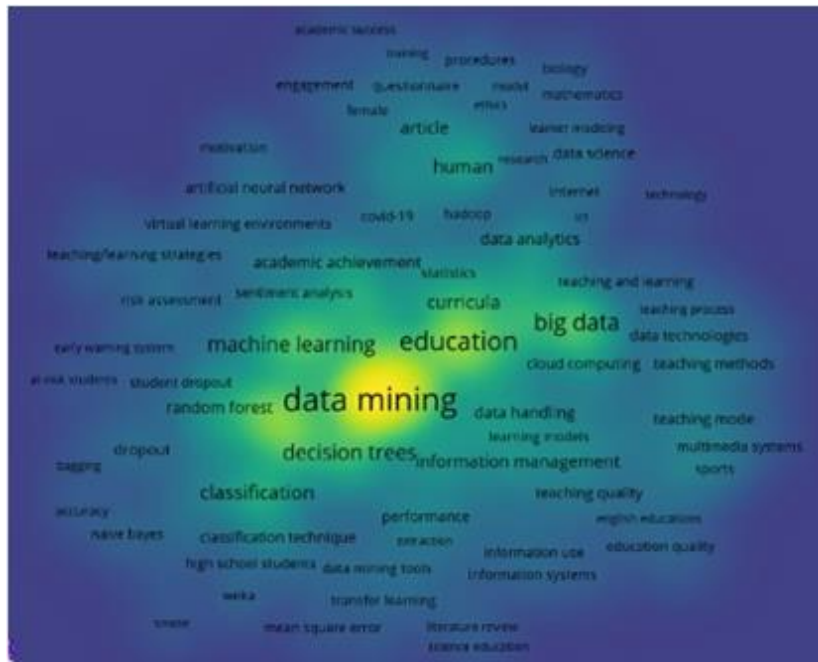 academic success
training
procedures
biology
engagement
questionnaire
model
mathematics
female
ethics
article
learner modeling
motivation
human
research
data science
artificial neural network
internet
technology
virtual learning environments
covid-19
hadoop
data analytics
teaching/learning strategies
academic achievement
statistics
teaching and learning
risk assessment
sentiment analysis
curricula
teaching process
big data
data technologies
early warning system
machine learning
education
cloud computing
teaching methods
at-risk students
student dropout
random forest
data mining
data handling
teaching mode
learning models
multimedia systems
dropout
decision trees
information management
sports
bagging
classification
teaching quality
accuracy
performance
english educations
naive bayes
classification technique
extraction
information use
education quality
high school students
data mining tools
information systems
weka
transfer learning
mean square error
literature review
science education